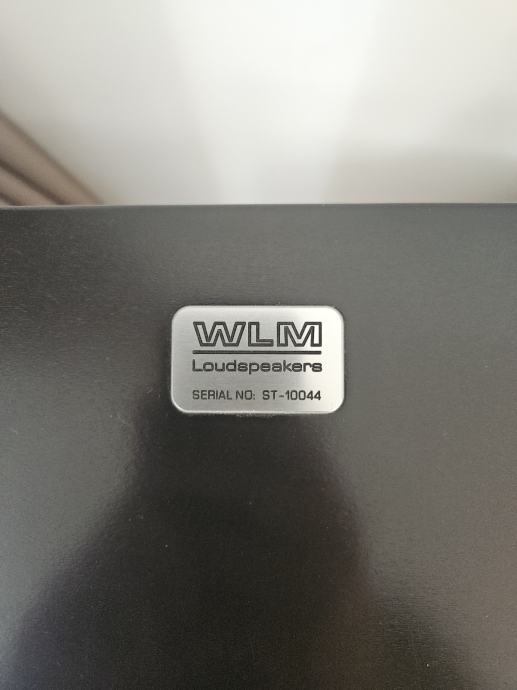 WLM
Loudspeakers
SERIAL NO: ST-10044